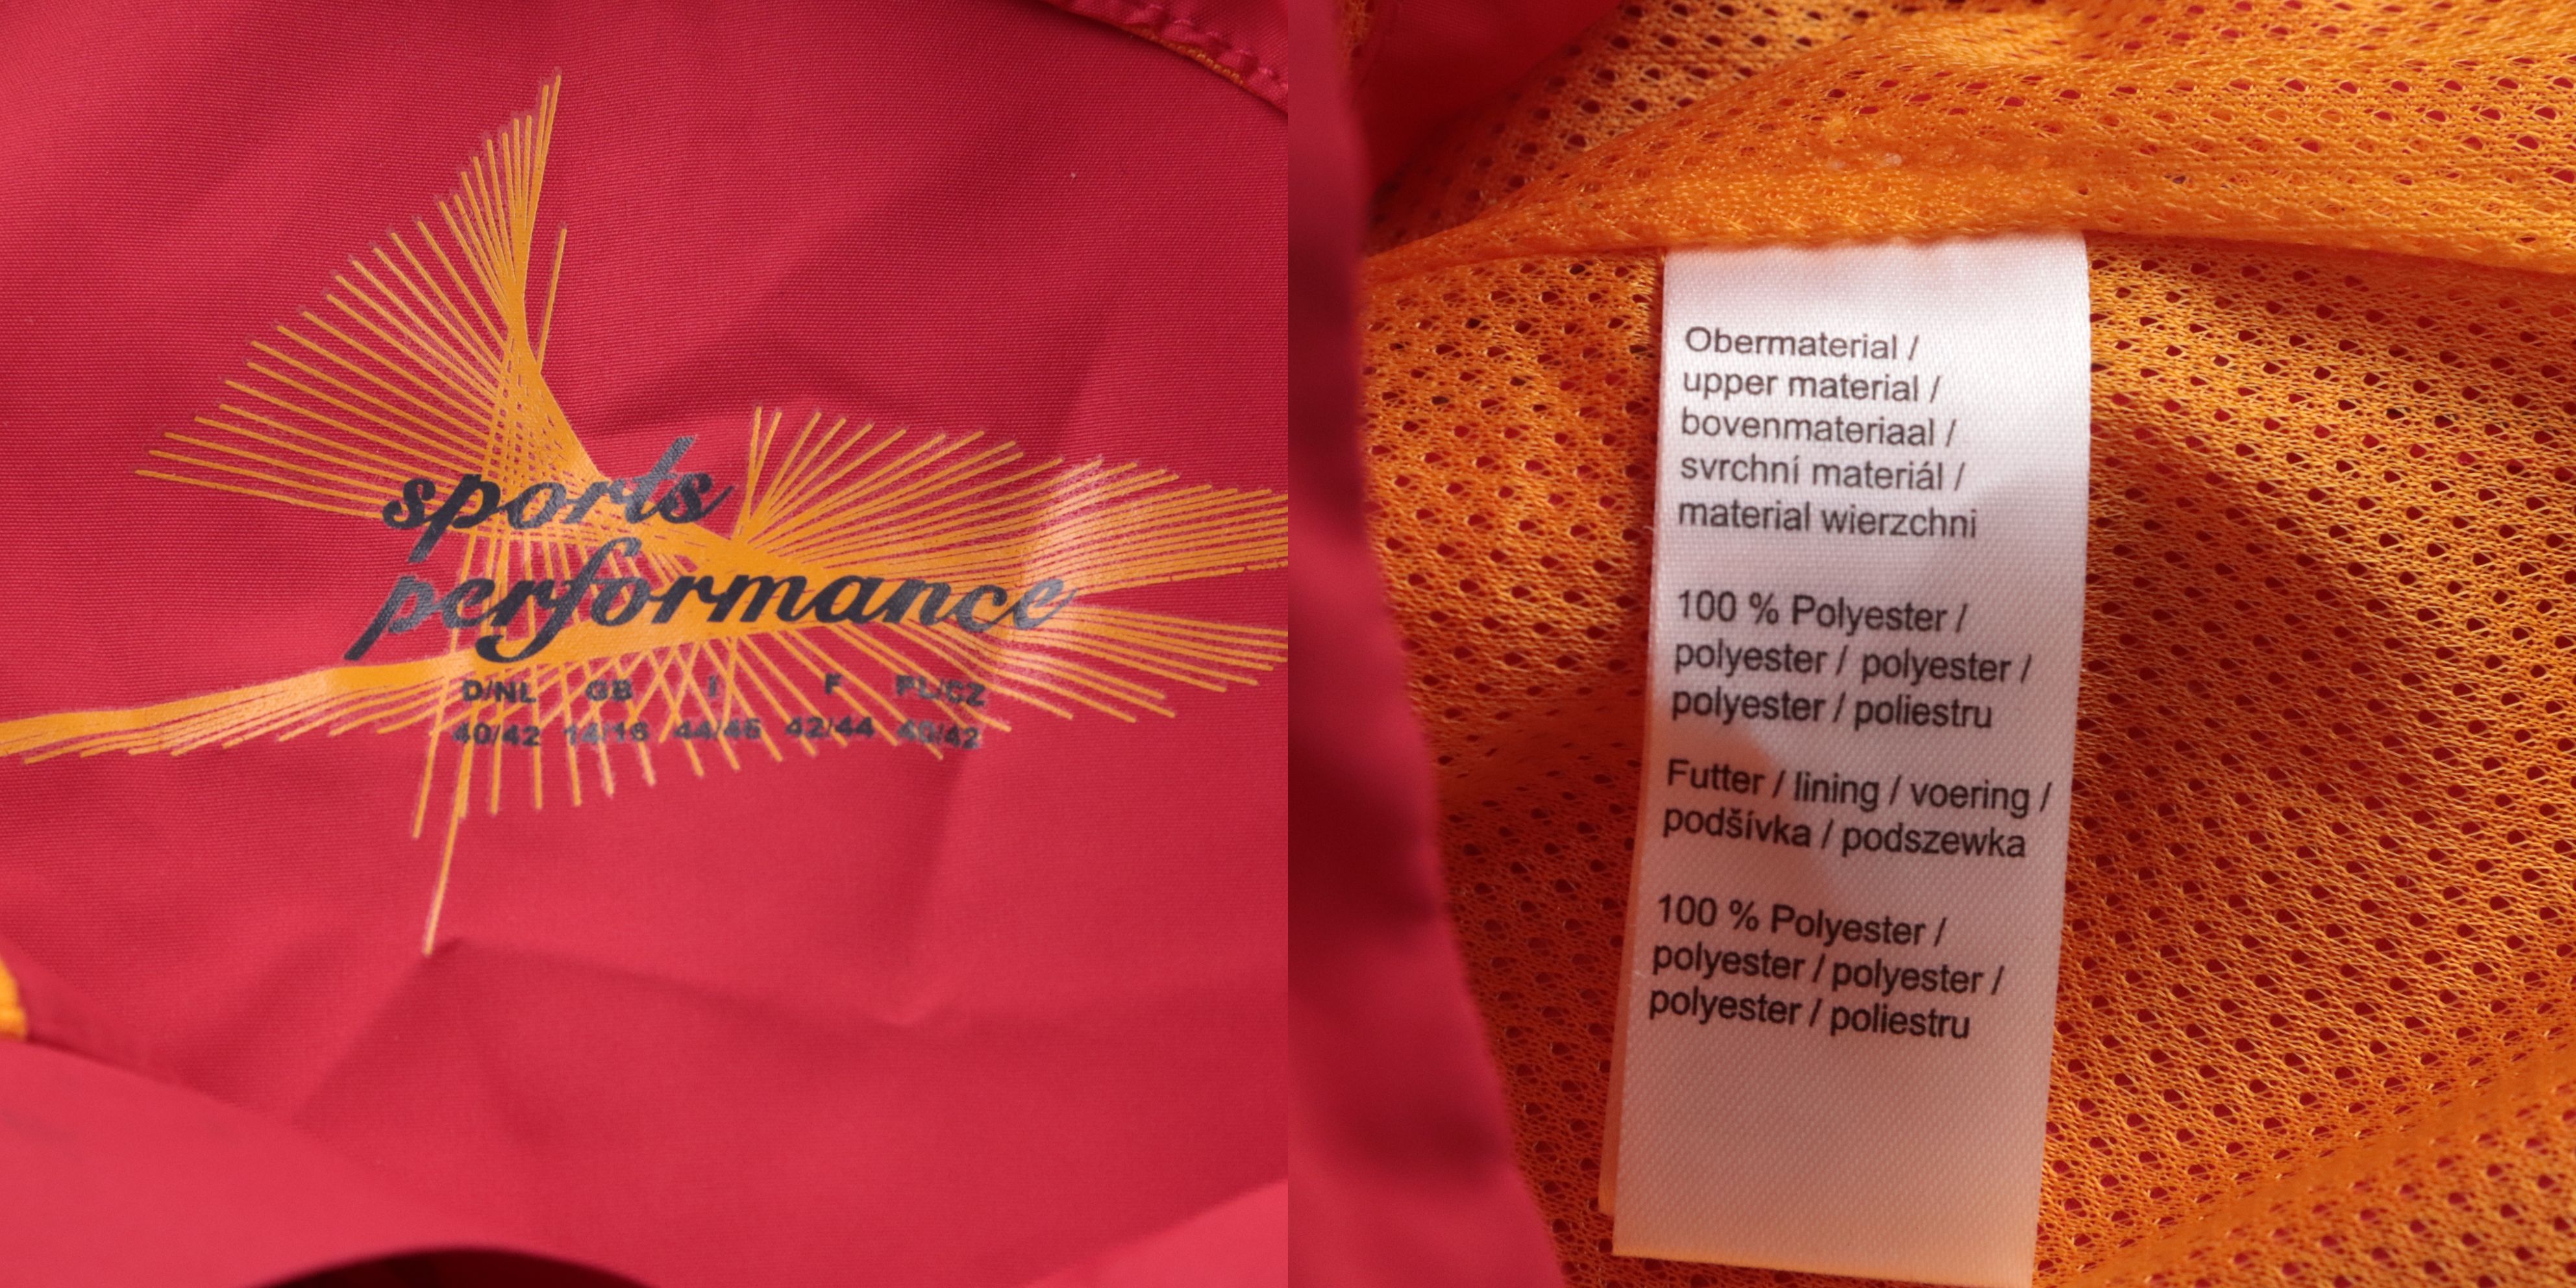 sports
performance
D/NL GB I F PL/CZ
40/42 14/16 44/46 42/44 40/42
Obermaterial /
upper material /
bovenmateriaal /
svrchní materiál /
material wierzchni
100 % Polyester /
polyester / polyester /
polyester / poliestru
Futter / lining / voering /
podšívka / podszewka
100 % Polyester /
polyester / polyester /
polyester / poliestru